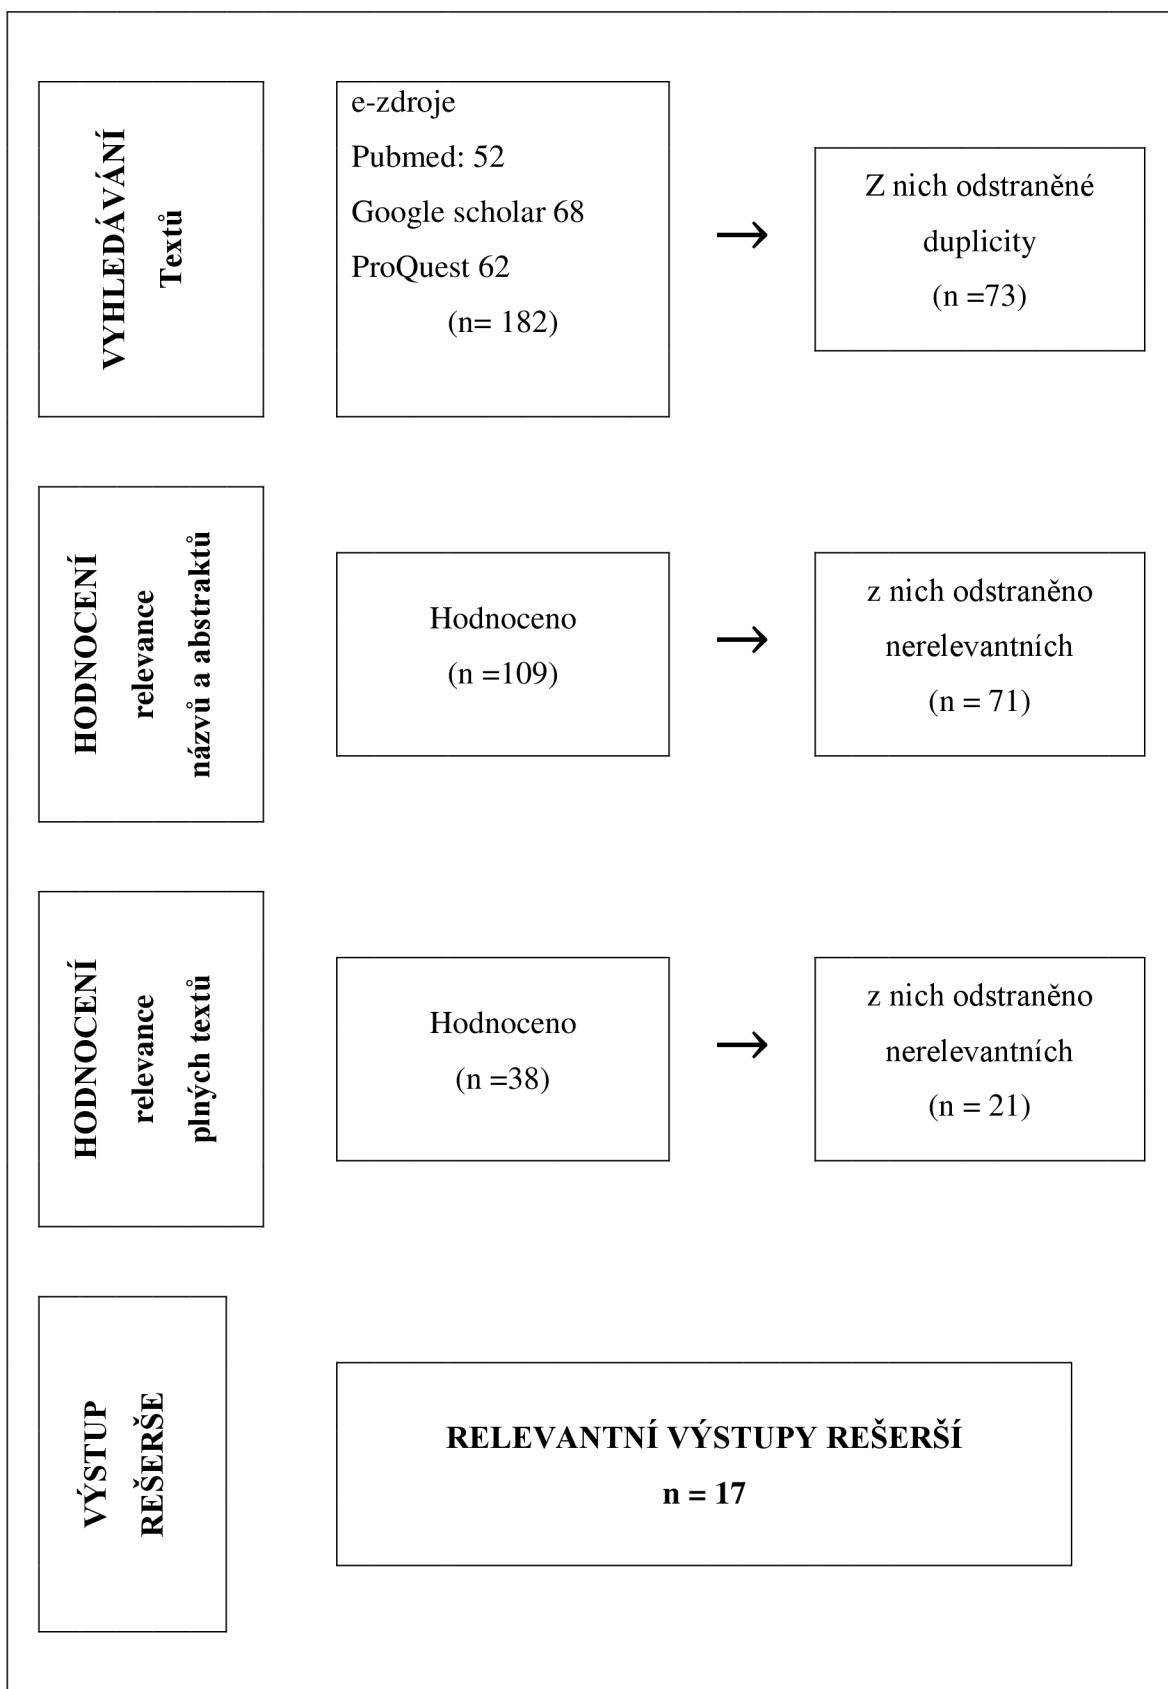 VYHLEDÁVÁNÍ
Textů
e-zdroje
Pubmed: 52
Google scholar 68
ProQuest 62
(n= 182)
Z nich odstraněné
duplicity
(n =73)
HODNOCENÍ
relevance
názvů a abstraktů
Hodnoceno
(n =109)
z nich odstraněno
nerelevantních
(n = 71)
HODNOCENÍ
relevance
plných textů
Hodnoceno
(n =38)
z nich odstraněno
nerelevantních
(n = 21)
VÝSTUP
REŠERŠE
RELEVANTNÍ VÝSTUPY REŠERŠÍ
n = 17